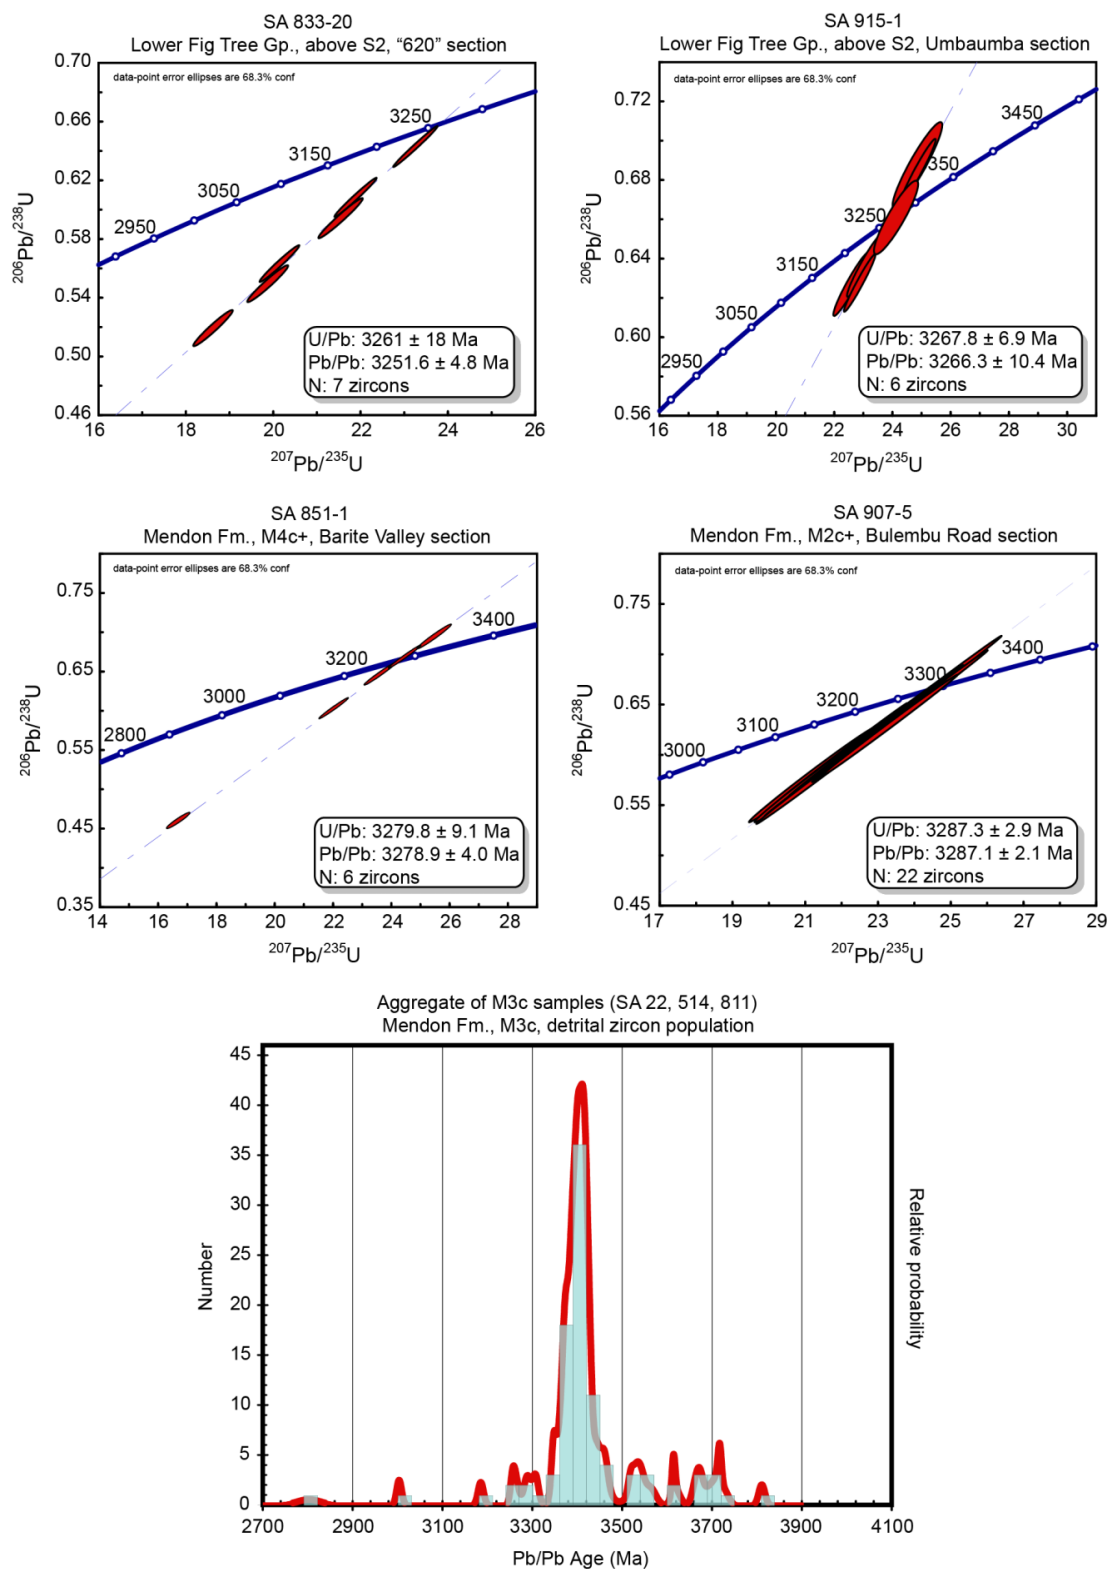 SA 833-20
Lower Fig Tree Gp., above S2, “620” section
0.70
data-point error ellipses are 68.3% conf
0.66
0.62
0.58
0.54
0.50
0.46
206Pb/238U
2950
3050
3150
3250
U/Pb: 3261 ± 18 Ma
Pb/Pb: 3251.6 ± 4.8 Ma
N: 7 zircons
16 18 20 22 24 26
207Pb/235U
SA 915-1
Lower Fig Tree Gp., above S2, Umbaumba section
data-point error ellipses are 68.3% conf
0.72
0.68
0.64
0.60
0.56
206Pb/238U
2950
3050
3150
3250
350
3450
U/Pb: 3267.8 ± 6.9 Ma
Pb/Pb: 3266.3 ± 10.4 Ma
N: 6 zircons
16 18 20 22 24 26 28 30
207Pb/235U
SA 851-1
Mendon Fm., M4c+, Barite Valley section
data-point error ellipses are 68.3% conf
0.75
0.65
0.55
0.45
0.35
206Pb/238U
2800
3000
3200
3400
U/Pb: 3279.8 ± 9.1 Ma
Pb/Pb: 3278.9 ± 4.0 Ma
N: 6 zircons
14 16 18 20 22 24 26 28
207Pb/235U
SA 907-5
Mendon Fm., M2c+, Bulembu Road section
data-point error ellipses are 68.3% conf
0.75
0.65
0.55
0.45
206Pb/238U
3000
3100
3200
3300
3400
U/Pb: 3287.3 ± 2.9 Ma
Pb/Pb: 3287.1 ± 2.1 Ma
N: 22 zircons
17 19 21 23 25 27 29
207Pb/235U
Aggregate of M3c samples (SA 22, 514, 811)
Mendon Fm., M3c, detrital zircon population
45
40
35
30
25
20
15
10
5
0
Number
Relative probability
2700 2900 3100 3300 3500 3700 3900 4100
Pb/Pb Age (Ma)